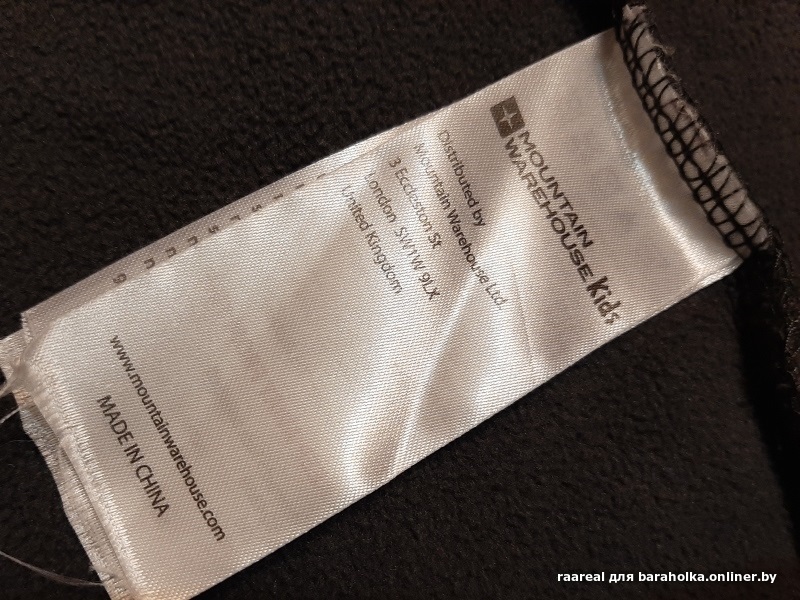 MOUNTAIN
WAREHOUSE Kids
Distributed by
Mountain Warehouse Ltd.
3 Eccleston St
London SW1W 9LX
United Kingdom
www.mountainwarehouse.com
MADE IN CHINA
raareal для baraholka.onliner.by